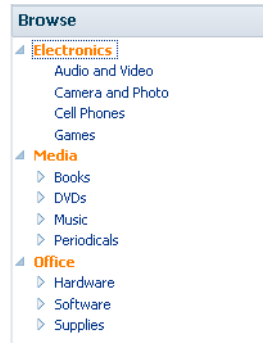 Browse
Electronics
Audio and Video
Camera and Photo
Cell Phones
Games
Media
Books
DVDs
Music
Periodicals
Office
Hardware
Software
Supplies